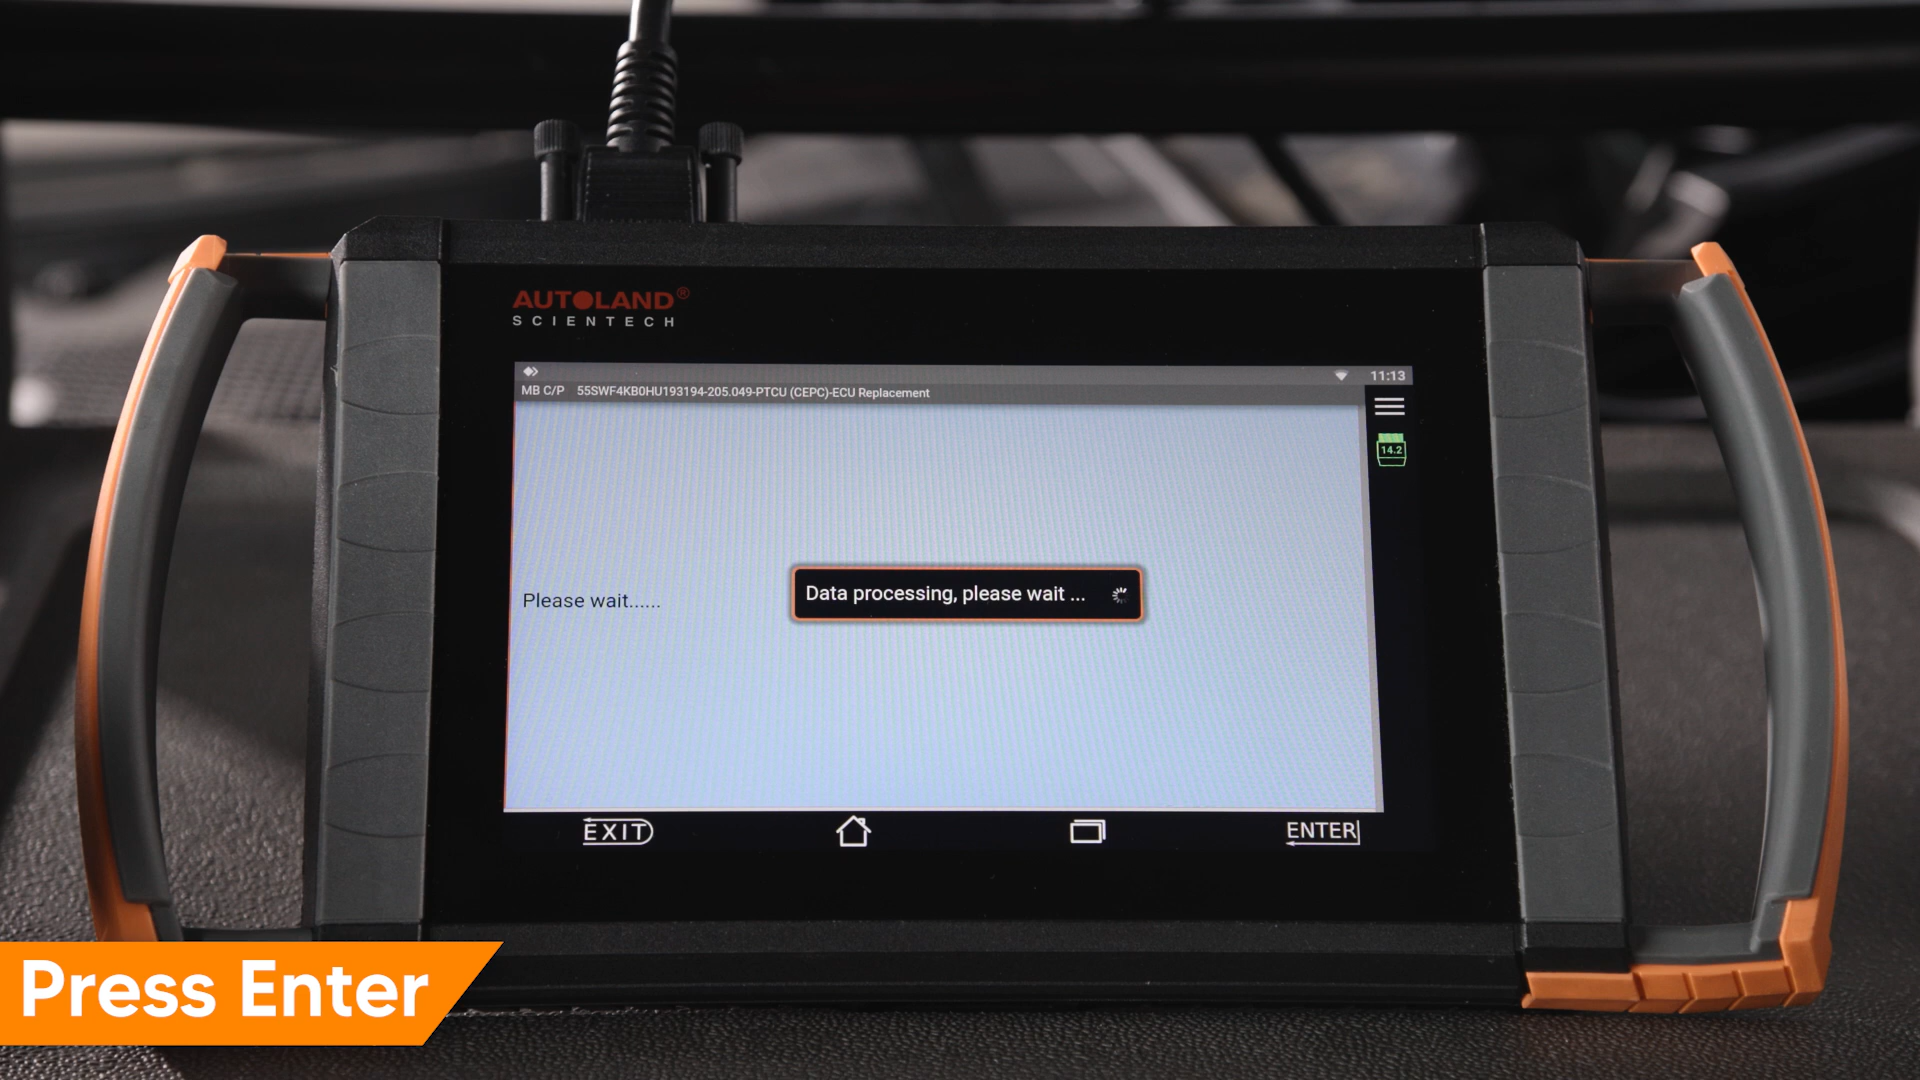 AUTOLAND®
SCIENTECH
11:13
MB C/P 55SWF4KB0HU193194-205.049-PTCU (CEPC)-ECU Replacement
14.2
Please wait......
Data processing, please wait ...
EXIT
ENTER
Press Enter